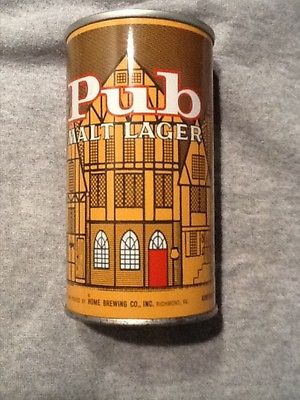 Pub
MALT LAGER
HOME BREWING CO., INC. RICHMOND, VA.